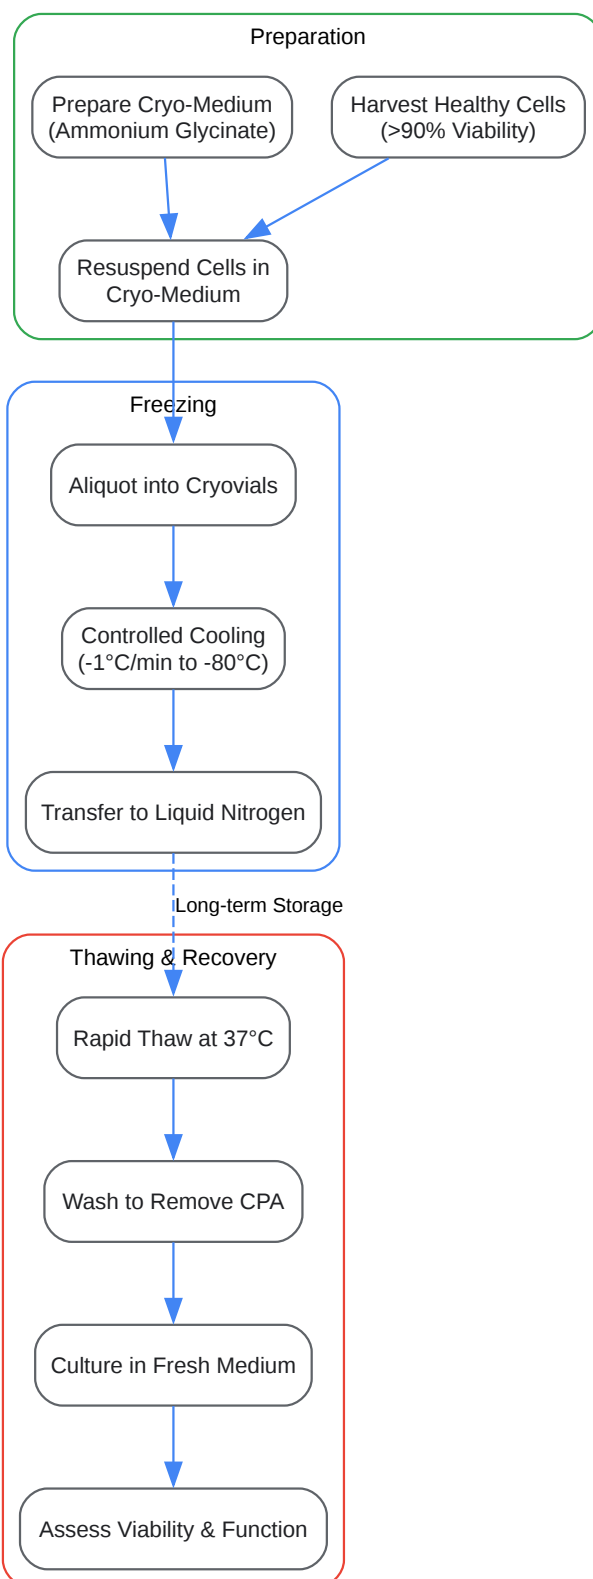 Preparation
Prepare Cryo-Medium
(Ammonium Glycinate)
Harvest Healthy Cells
(>90% Viability)
Resuspend Cells in
Cryo-Medium
Freezing
Aliquot into Cryovials
Controlled Cooling
(-1°C/min to -80°C)
Transfer to Liquid Nitrogen
Long-term Storage
Thawing & Recovery
Rapid Thaw at 37°C
Wash to Remove CPA
Culture in Fresh Medium
Assess Viability & Function